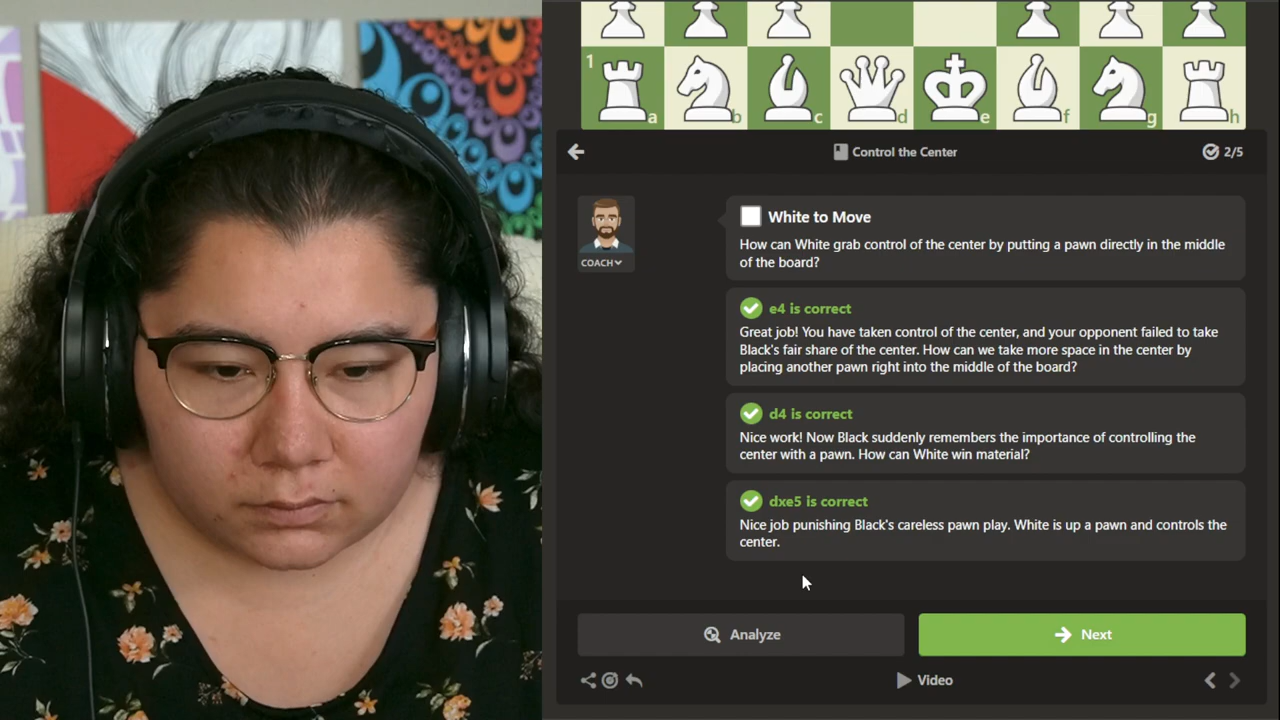 1
a b c d e f g h
Control the Center
2/5
COACH
White to Move
How can White grab control of the center by putting a pawn directly in the middle
of the board?
e4 is correct
Great job! You have taken control of the center, and your opponent failed to take
Black's fair share of the center. How can we take more space in the center by
placing another pawn right into the middle of the board?
d4 is correct
Nice work! Now Black suddenly remembers the importance of controlling the
center with a pawn. How can White win material?
dxe5 is correct
Nice job punishing Black's careless pawn play. White is up a pawn and controls the
center.
Analyze
Next
Video